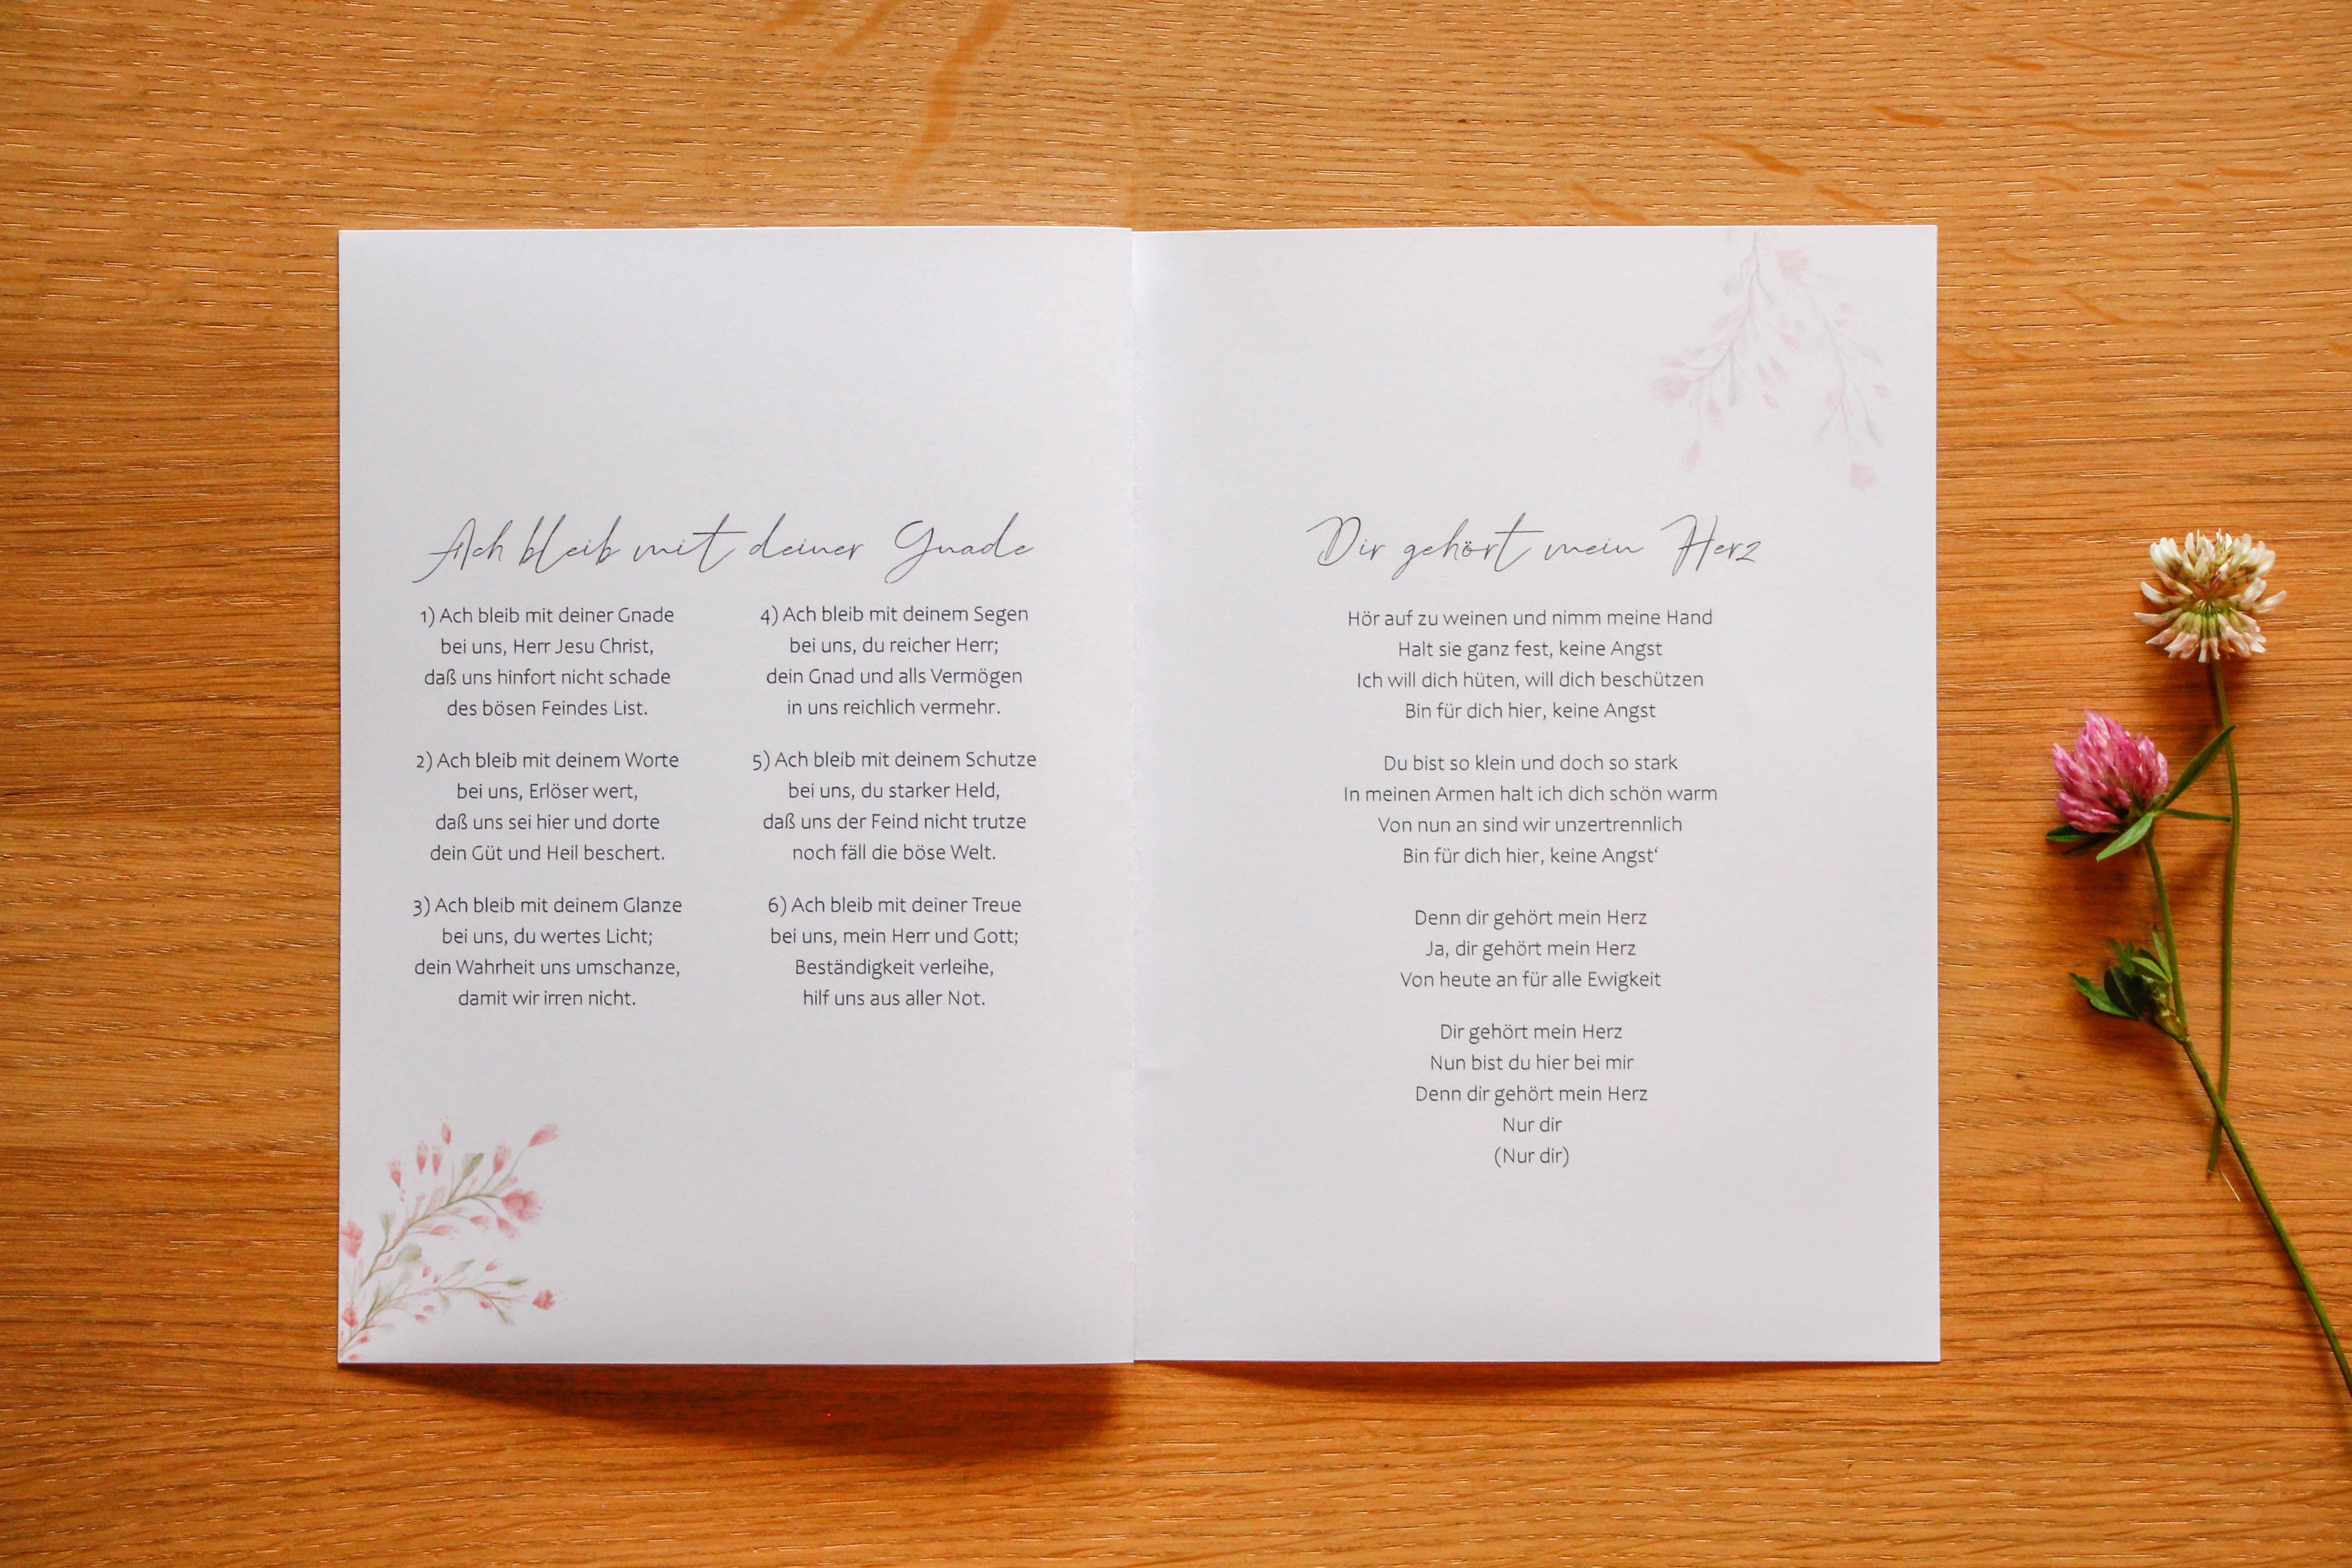 Ach bleib mit deiner Gnade
1) Ach bleib mit deiner Gnade
bei uns, Herr Jesu Christ,
daß uns hinfort nicht schade
des bösen Feindes List.
2) Ach bleib mit deinem Worte
bei uns, Erlöser wert,
daß uns sei hier und dorte
dein Güt und Heil beschert.
3) Ach bleib mit deinem Glanze
bei uns, du wertes Licht;
dein Wahrheit uns umschanze,
damit wir irren nicht.
4) Ach bleib mit deinem Segen
bei uns, du reicher Herr;
dein Gnad und alls Vermögen
in uns reichlich vermehr.
5) Ach bleib mit deinem Schutze
bei uns, du starker Held,
daß uns der Feind nicht trutze
noch fäll die böse Welt.
6) Ach bleib mit deiner Treue
bei uns, mein Herr und Gott;
Beständigkeit verleihe,
hilf uns aus aller Not.
Dir gehört mein Herz
Hör auf zu weinen und nimm meine Hand
Halt sie ganz fest, keine Angst
Ich will dich hüten, will dich beschützen
Bin für dich hier, keine Angst
Du bist so klein und doch so stark
In meinen Armen halt ich dich schön warm
Von nun an sind wir unzertrennlich
Bin für dich hier, keine Angst‘
Denn dir gehört mein Herz
Ja, dir gehört mein Herz
Von heute an für alle Ewigkeit
Dir gehört mein Herz
Nun bist du hier bei mir
Denn dir gehört mein Herz
Nur dir
(Nur dir)